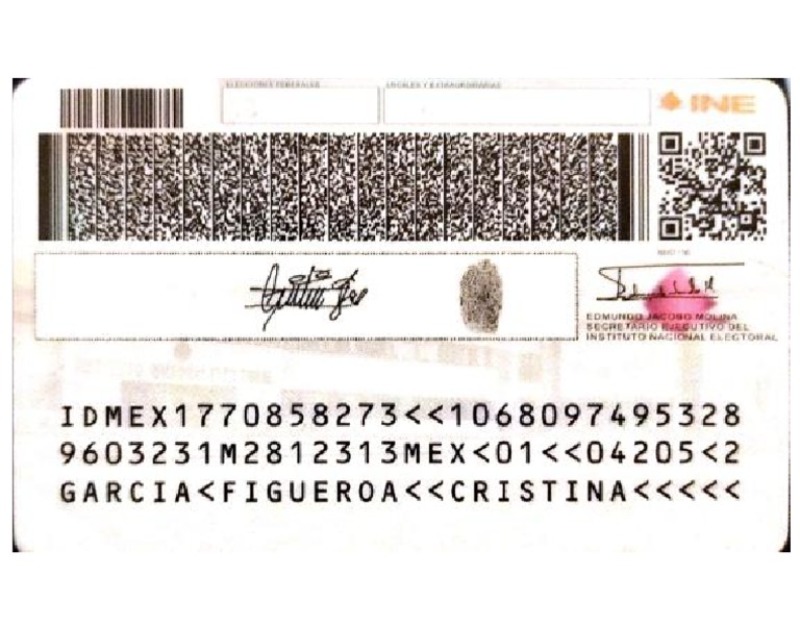 ELECCIONES FEDERALES LOCALES Y EXTRAORDINARIAS
INE
EDMUNDO JACOBO MOLINA
SECRETARIO EJECUTIVO DEL
INSTITUTO NACIONAL ELECTORAL
IDMEX1770858273<<1068097495328
9603231M2812313MEX<01<<04205<2
GARCIA<FIGUEROA<<CRISTINA<<<<<